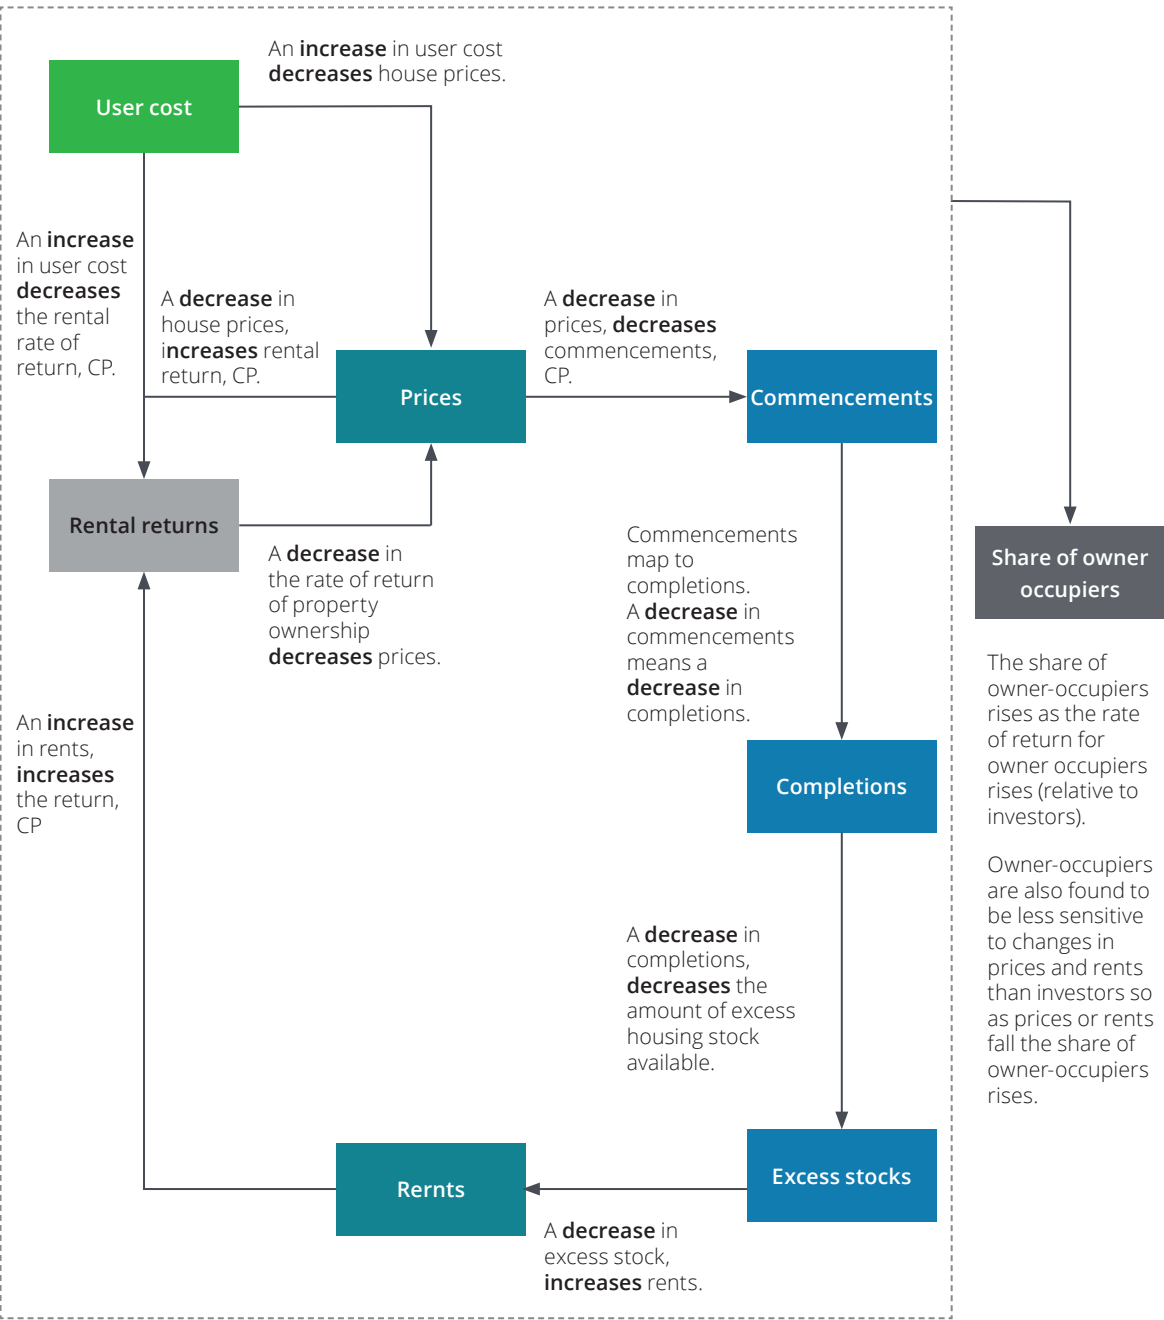 An increase in user cost
decreases house prices.
User cost
An increase
in user cost
decreases
the rental
rate of
return, CP.
A decrease in
house prices,
increases rental
return, CP.
A decrease in
prices, decreases
commencements,
CP.
Prices
Commencements
Rental returns
A decrease in
the rate of return
of property
ownership
decreases prices.
Commencements
map to
completions.
A decrease in
commencements
means a
decrease in
completions.
Share of owner
occupiers
The share of
owner-occupiers
rises as the rate
of return for
owner occupiers
rises (relative to
investors).
Owner-occupiers
are also found to
be less sensitive
to changes in
prices and rents
than investors so
as prices or rents
fall the share of
owner-occupiers
rises.
An increase
in rents,
increases
the return,
CP
Completions
A decrease in
completions,
decreases the
amount of excess
housing stock
available.
Rernts
Excess stocks
A decrease in
excess stock,
increases rents.